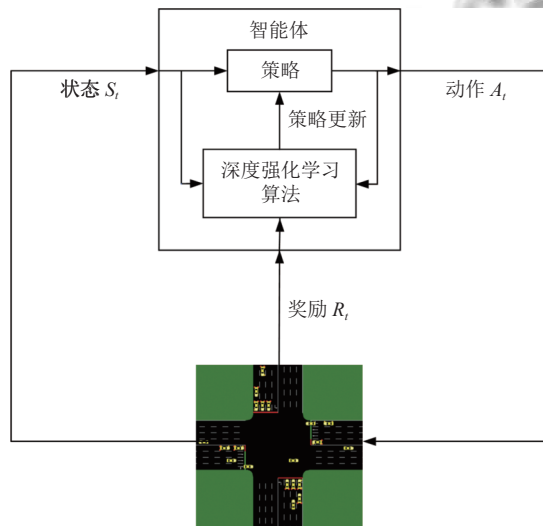 智能体
策略
状态 St
动作 At
策略更新
深度强化学习
算法
奖励 Rt